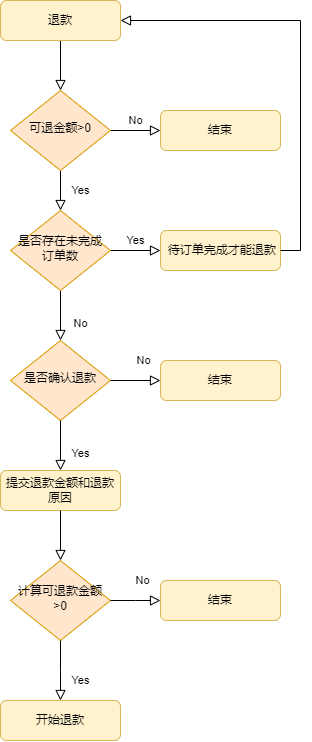 退款
可退金额>0
No
结束
Yes
是否存在未完成
订单数
Yes
待订单完成才能退款
No
是否确认退款
No
结束
Yes
提交退款金额和退款
原因
计算可退款金额
>0
No
结束
Yes
开始退款